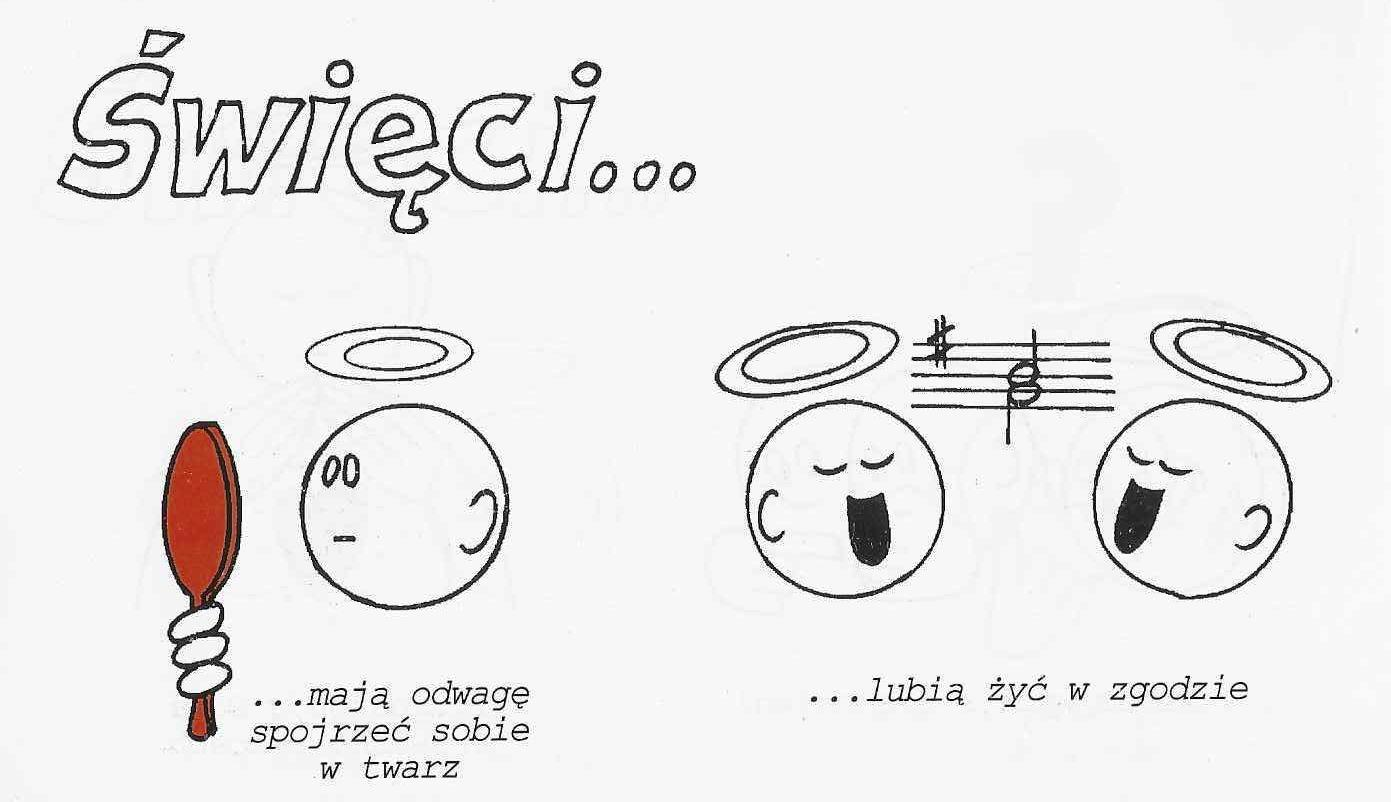 Święci...
...mają odwagę
spojrzeć sobie
w twarz
...lubią żyć w zgodzie